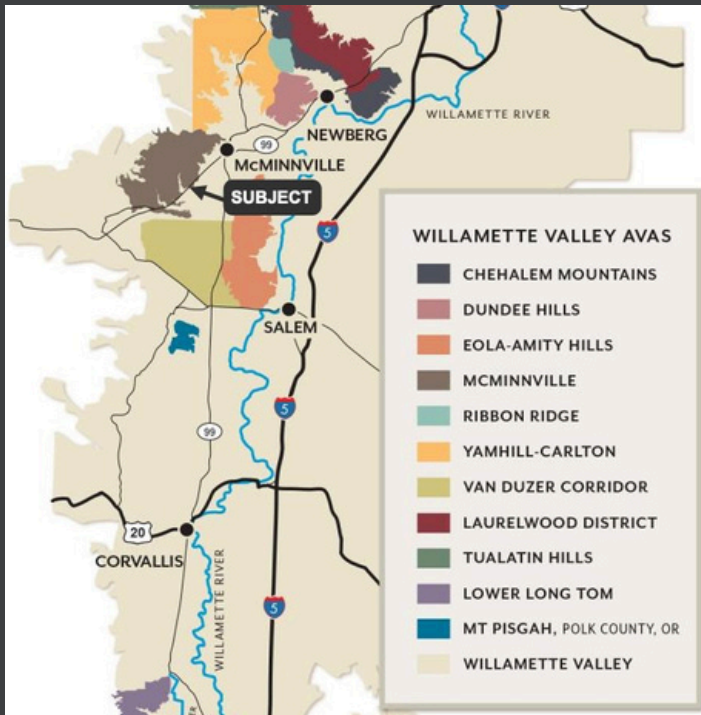 WILLAMETTE RIVER
NEWBERG
99
McMINNVILLE
SUBJECT
5
SALEM
5
99
20
CORVALLIS
WILLAMETTE RIVER
5
WILLAMETTE VALLEY AVAS
CHEHALEM MOUNTAINS
DUNDEE HILLS
EOLA-AMITY HILLS
MCMINNVILLE
RIBBON RIDGE
YAMHILL-CARLTON
VAN DUZER CORRIDOR
LAURELWOOD DISTRICT
TUALATIN HILLS
LOWER LONG TOM
MT PISGAH, POLK COUNTY, OR
WILLAMETTE VALLEY